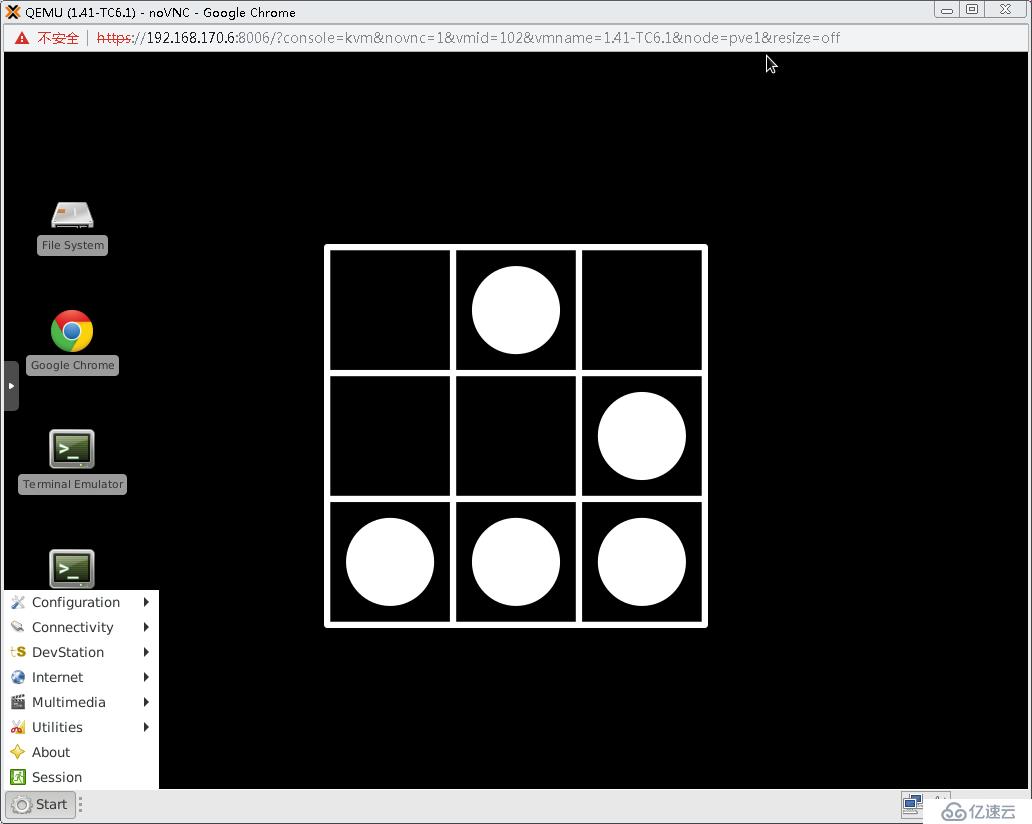 QEMU (1.41-TC6.1) - noVNC - Google Chrome
不安全 https://192.168.170.6:8006/?console=kvm&novnc=1&vmid=102&vmname=1.41-TC6.1&node=pve1&resize=off
File System
Google Chrome
Terminal Emulator
Configuration
Connectivity
DevStation
Internet
Multimedia
Utilities
About
Session
Start
亿速云